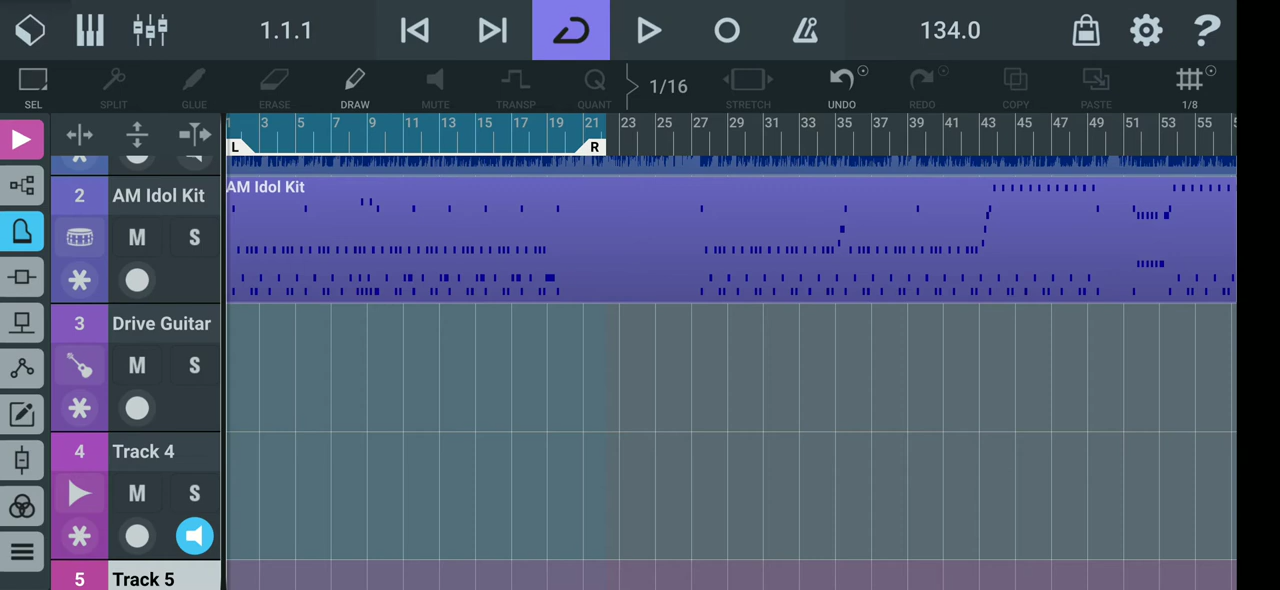 1.1.1 134.0
SEL SPLIT GLUE ERASE DRAW MUTE TRANSP Q QUANT 1/16 STRETCH UNDO REDO COPY PASTE 1/8
1 3 5 7 9 11 13 15 17 19 21 23 25 27 29 31 33 35 37 39 41 43 45 47 49 51 53 55
L R
2 AM Idol Kit AM Idol Kit
M S
3 Drive Guitar
M S
4 Track 4
M S
5 Track 5